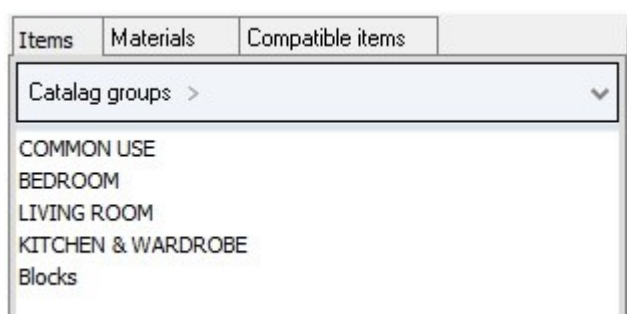 Items Materials Compatible items
Catalag groups >
COMMON USE
BEDROOM
LIVING ROOM
KITCHEN & WARDROBE
Blocks